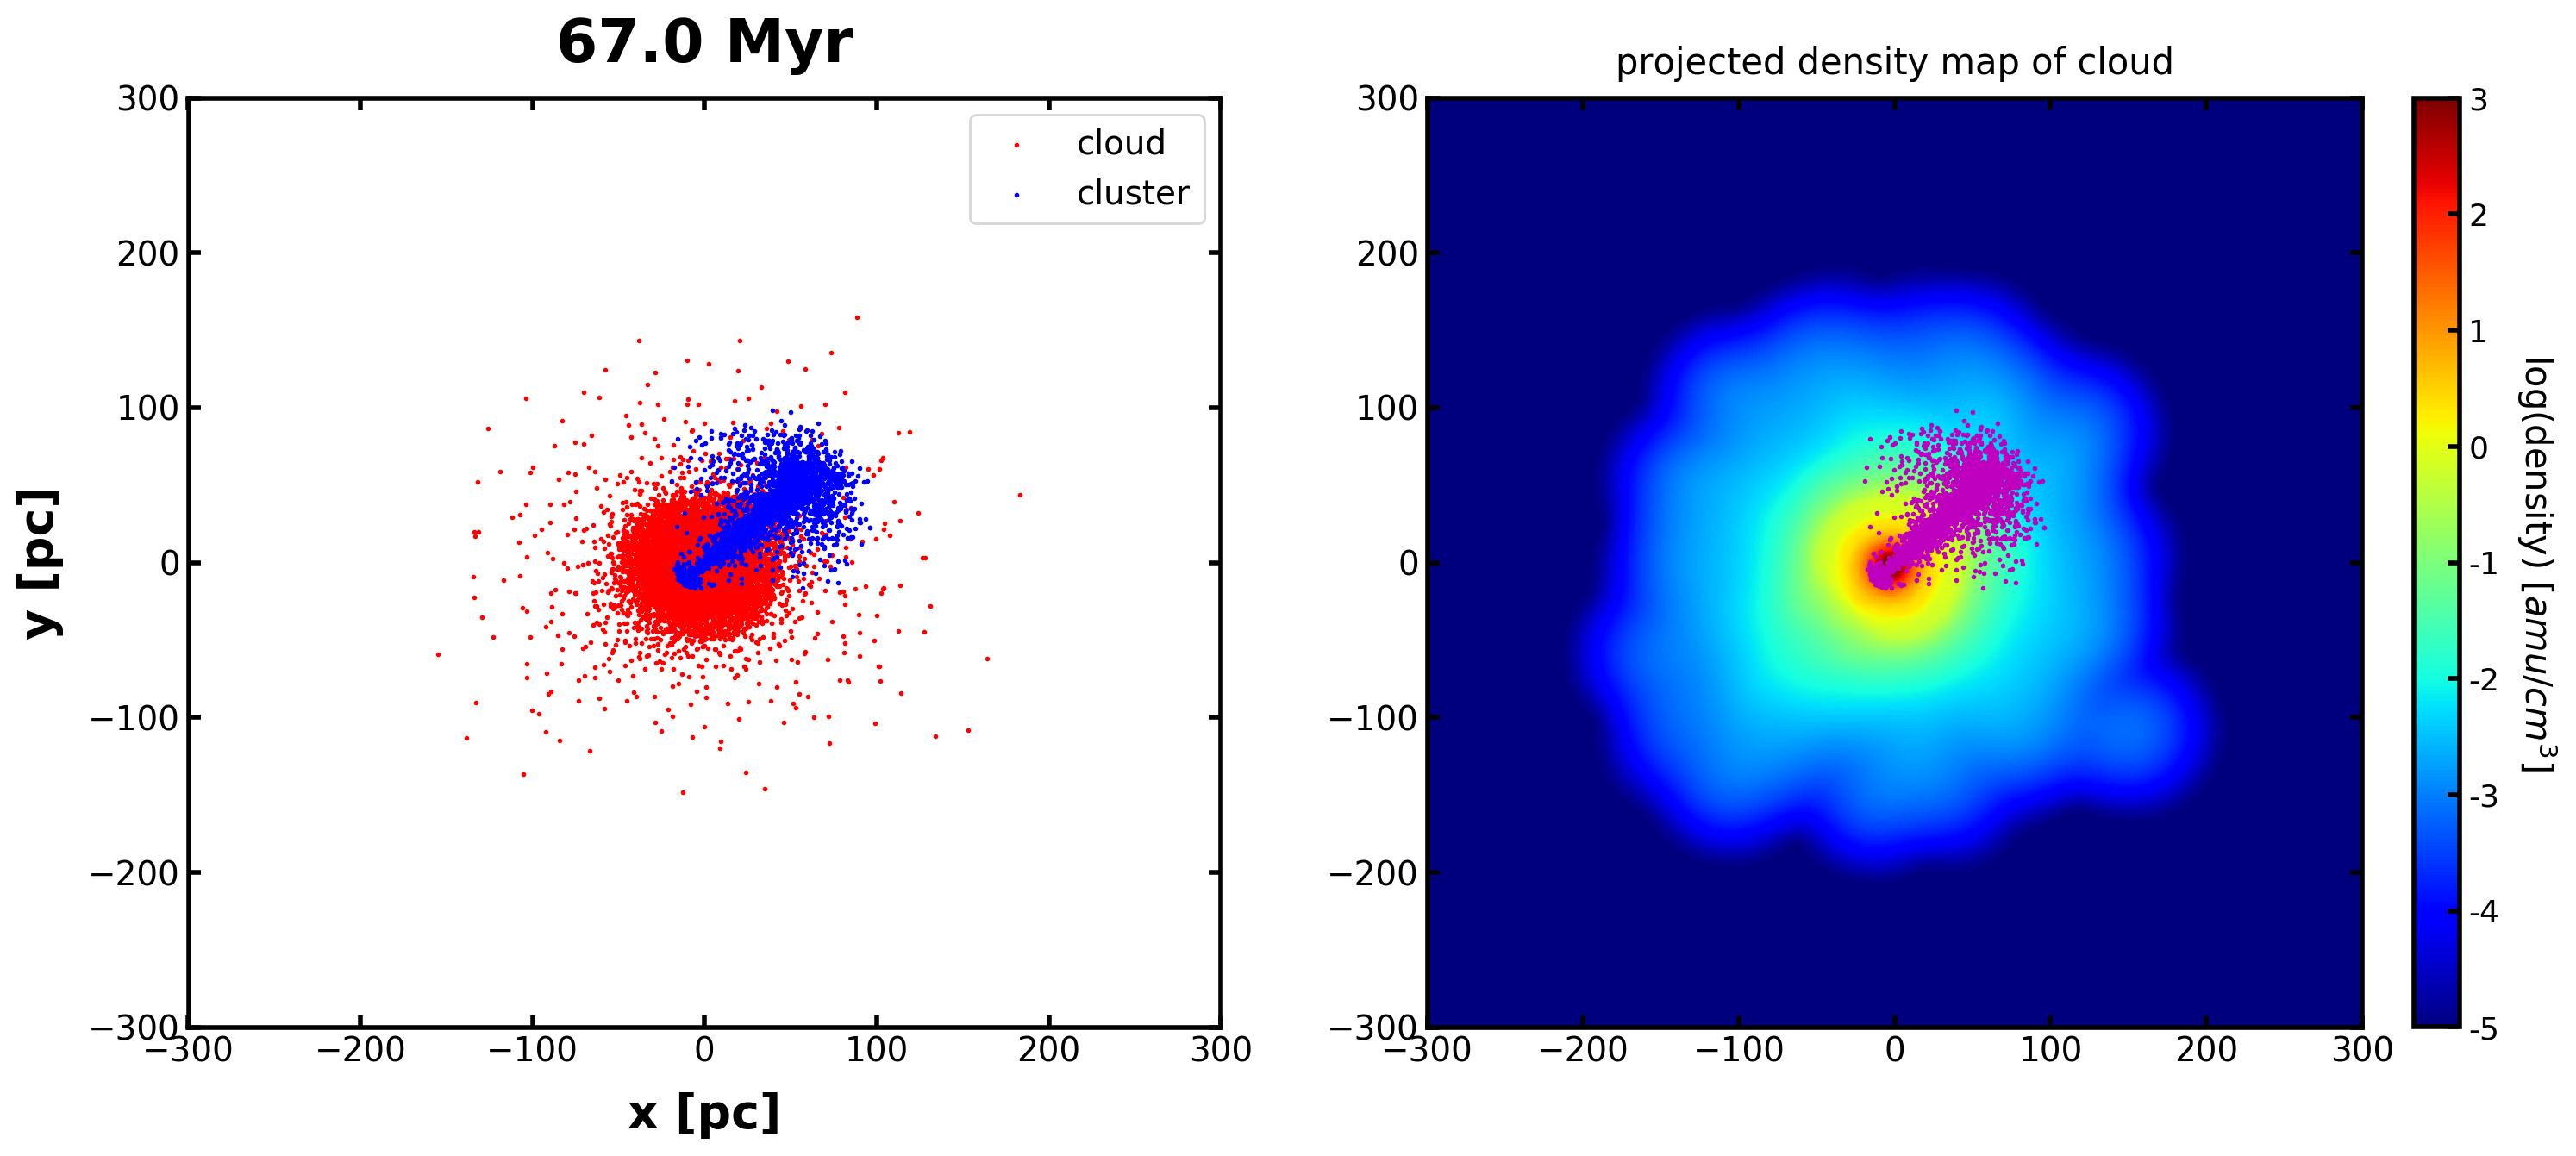 67.0 Myr
300
200
100
0
−100
−200
−300
−300 −200 −100 0 100 200 300
y [pc]
x [pc]
cloud
cluster
projected density map of cloud
300
200
100
0
−100
−200
−300
−300 −200 −100 0 100 200 300
3
2
1
0
-1
-2
-3
-4
-5
log(density) [amu/cm³]